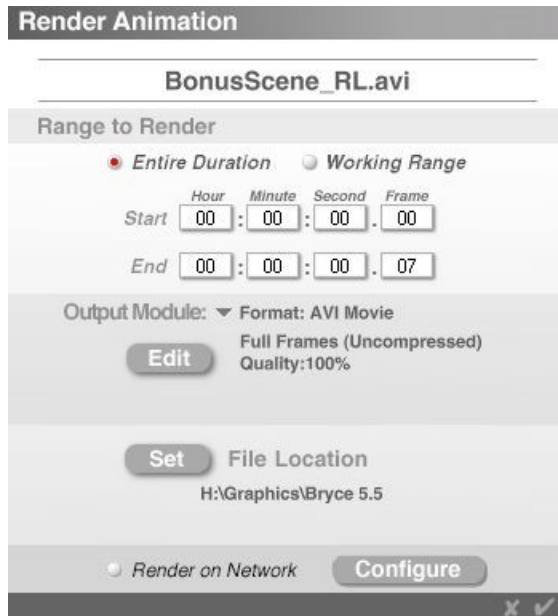 Render Animation
BonusScene_RL.avi
Range to Render
Entire Duration Working Range
Hour Minute Second Frame
Start 00 : 00 : 00 . 00
End 00 : 00 : 00 . 07
Output Module: Format: AVI Movie
Full Frames (Uncompressed)
Edit Quality:100%
Set File Location
H:\Graphics\Bryce 5.5
Render on Network Configure